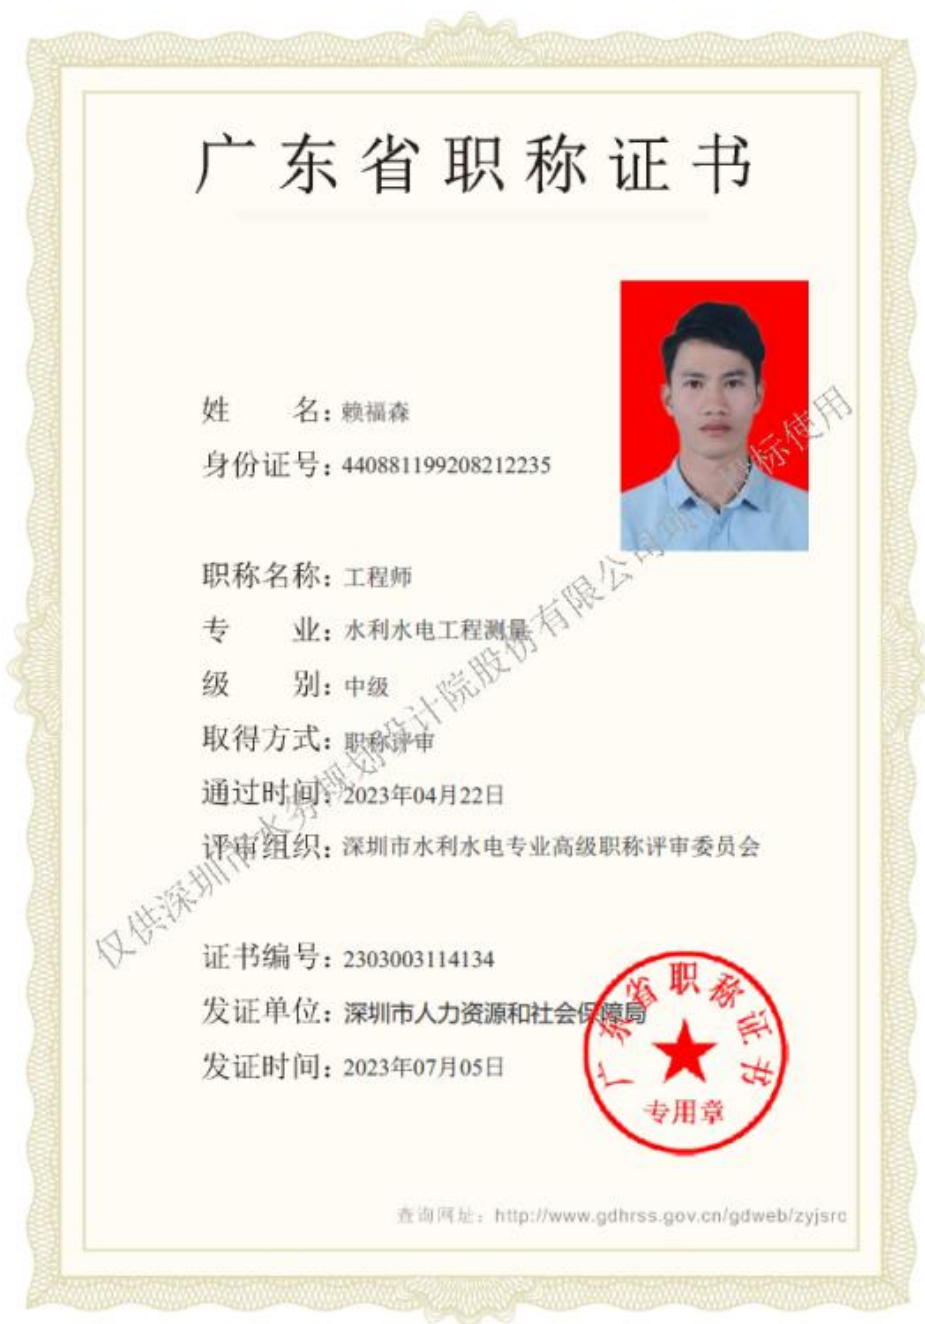 广东省职称证书
姓 名：赖福森
身份证号：440881199208212235
职称名称：工程师
专 业：水利水电工程测量
级 别：中级
取得方式：职称评审
通过时间：2023年04月22日
评审组织：深圳市水利水电专业高级职称评审委员会
证书编号：2303003114134
发证单位：深圳市人力资源和社会保障局
发证时间：2023年07月05日
广东省职称证书
专用章
查询网址：http://www.gdhrss.gov.cn/gdweb/zyjsrc
仅供深圳市水务规划设计院股份有限公司项目投标使用